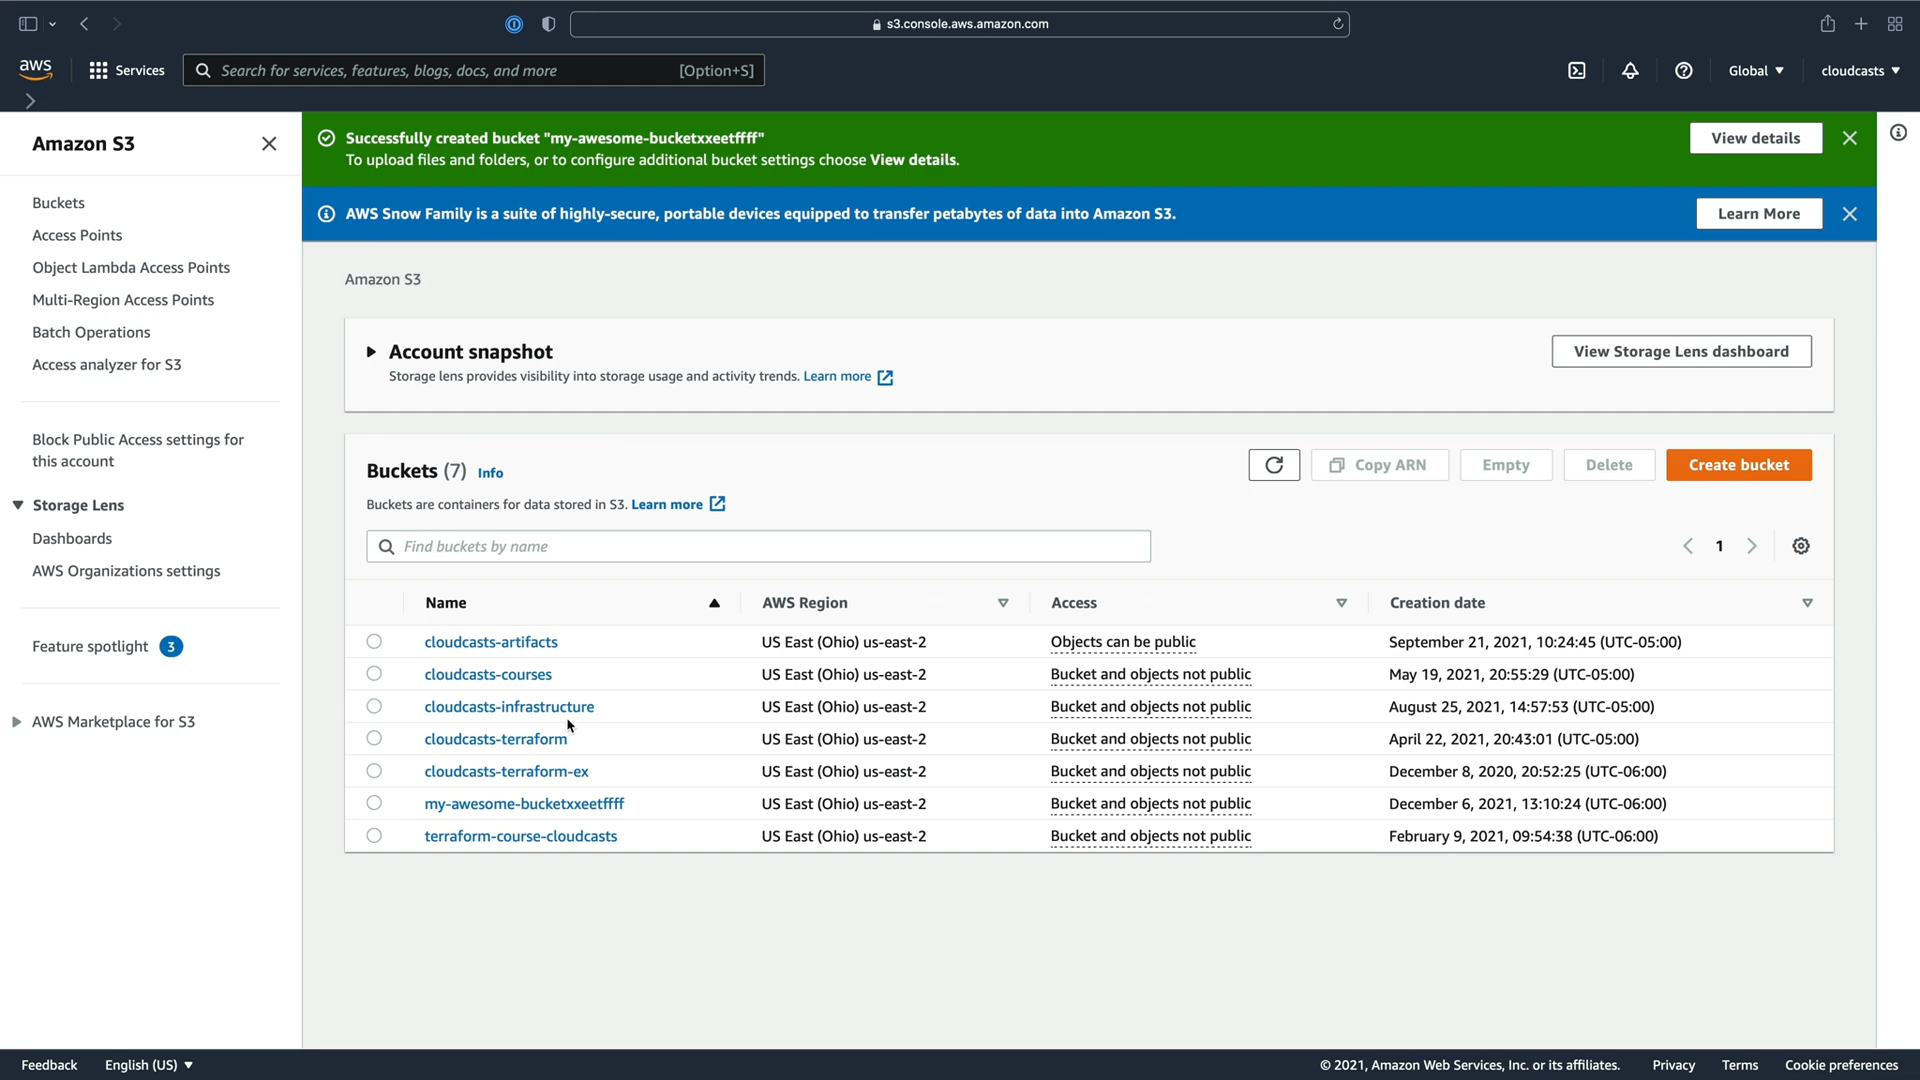 s3.console.aws.amazon.com
aws
Services
Search for services, features, blogs, docs, and more
[Option+S]
Global
cloudcasts
Amazon S3
Buckets
Access Points
Object Lambda Access Points
Multi-Region Access Points
Batch Operations
Access analyzer for S3
Block Public Access settings for
this account
Storage Lens
Dashboards
AWS Organizations settings
Feature spotlight 3
AWS Marketplace for S3
Successfully created bucket "my-awesome-bucketxxeetffff"
To upload files and folders, or to configure additional bucket settings choose View details.
View details
AWS Snow Family is a suite of highly-secure, portable devices equipped to transfer petabytes of data into Amazon S3.
Learn More
Amazon S3
Account snapshot
Storage lens provides visibility into storage usage and activity trends. Learn more
View Storage Lens dashboard
Buckets (7) Info
Copy ARN
Empty
Delete
Create bucket
Buckets are containers for data stored in S3. Learn more
Find buckets by name
1
Name AWS Region Access Creation date
cloudcasts-artifacts US East (Ohio) us-east-2 Objects can be public September 21, 2021, 10:24:45 (UTC-05:00)
cloudcasts-courses US East (Ohio) us-east-2 Bucket and objects not public May 19, 2021, 20:55:29 (UTC-05:00)
cloudcasts-infrastructure US East (Ohio) us-east-2 Bucket and objects not public August 25, 2021, 14:57:53 (UTC-05:00)
cloudcasts-terraform US East (Ohio) us-east-2 Bucket and objects not public April 22, 2021, 20:43:01 (UTC-05:00)
cloudcasts-terraform-ex US East (Ohio) us-east-2 Bucket and objects not public December 8, 2020, 20:52:25 (UTC-06:00)
my-awesome-bucketxxeetffff US East (Ohio) us-east-2 Bucket and objects not public December 6, 2021, 13:10:24 (UTC-06:00)
terraform-course-cloudcasts US East (Ohio) us-east-2 Bucket and objects not public February 9, 2021, 09:54:38 (UTC-06:00)
Feedback English (US) © 2021, Amazon Web Services, Inc. or its affiliates. Privacy Terms Cookie preferences